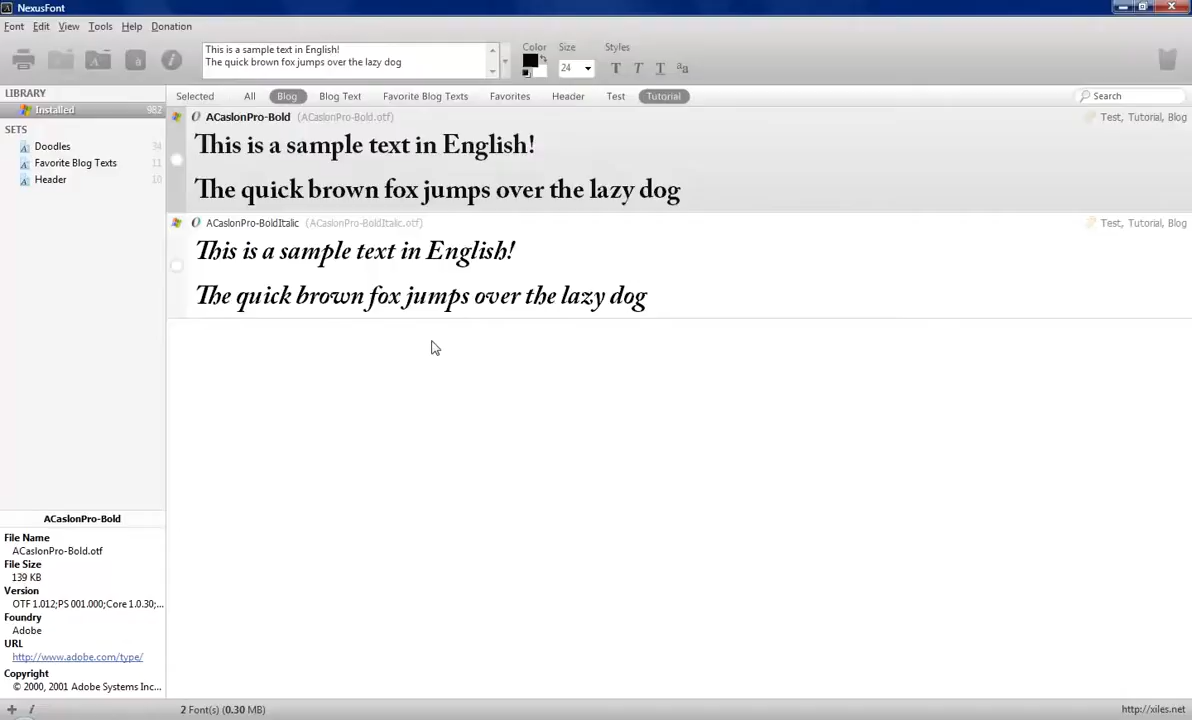 NexusFont
Font Edit View Tools Help Donation
This is a sample text in English!
The quick brown fox jumps over the lazy dog
Color Size Styles
24 T T T aa
LIBRARY
Installed 982
SETS
Doodles 34
Favorite Blog Texts 11
Header 10
Selected All Blog Blog Text Favorite Blog Texts Favorites Header Test Tutorial Search
ACaslonPro-Bold (ACaslonPro-Bold.otf) Test, Tutorial, Blog
This is a sample text in English!
The quick brown fox jumps over the lazy dog
ACaslonPro-BoldItalic (ACaslonPro-BoldItalic.otf) Test, Tutorial, Blog
This is a sample text in English!
The quick brown fox jumps over the lazy dog
ACaslonPro-Bold
File Name
ACaslonPro-Bold.otf
File Size
139 KB
Version
OTF 1.012;PS 001.000;Core 1.0.30;...
Foundry
Adobe
URL
http://www.adobe.com/type/
Copyright
© 2000, 2001 Adobe Systems Inc...
2 Font(s) (0.30 MB)
http://xiles.net